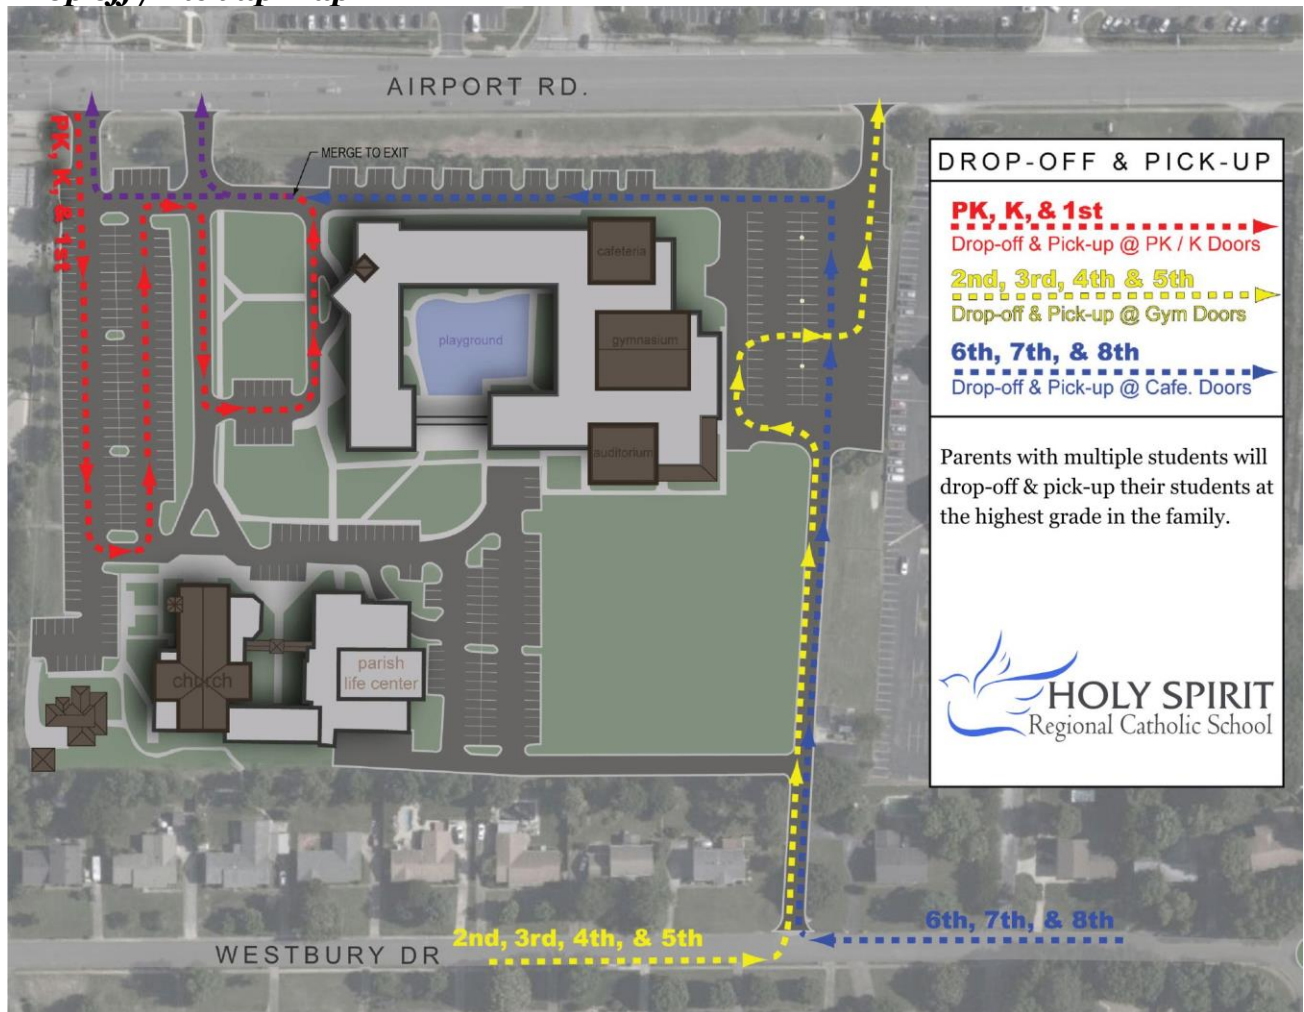 AIRPORT RD.
PK, K, & 1st
MERGE TO EXIT
cafeteria
playground
gymnasium
auditorium
church
parish
life center
2nd, 3rd, 4th, & 5th
6th, 7th, & 8th
WESTBURY DR
DROP-OFF & PICK-UP
PK, K, & 1st
Drop-off & Pick-up @ PK / K Doors
2nd, 3rd, 4th & 5th
Drop-off & Pick-up @ Gym Doors
6th, 7th, & 8th
Drop-off & Pick-up @ Cafe. Doors
Parents with multiple students will
drop-off & pick-up their students at
the highest grade in the family.
HOLY SPIRIT
Regional Catholic School